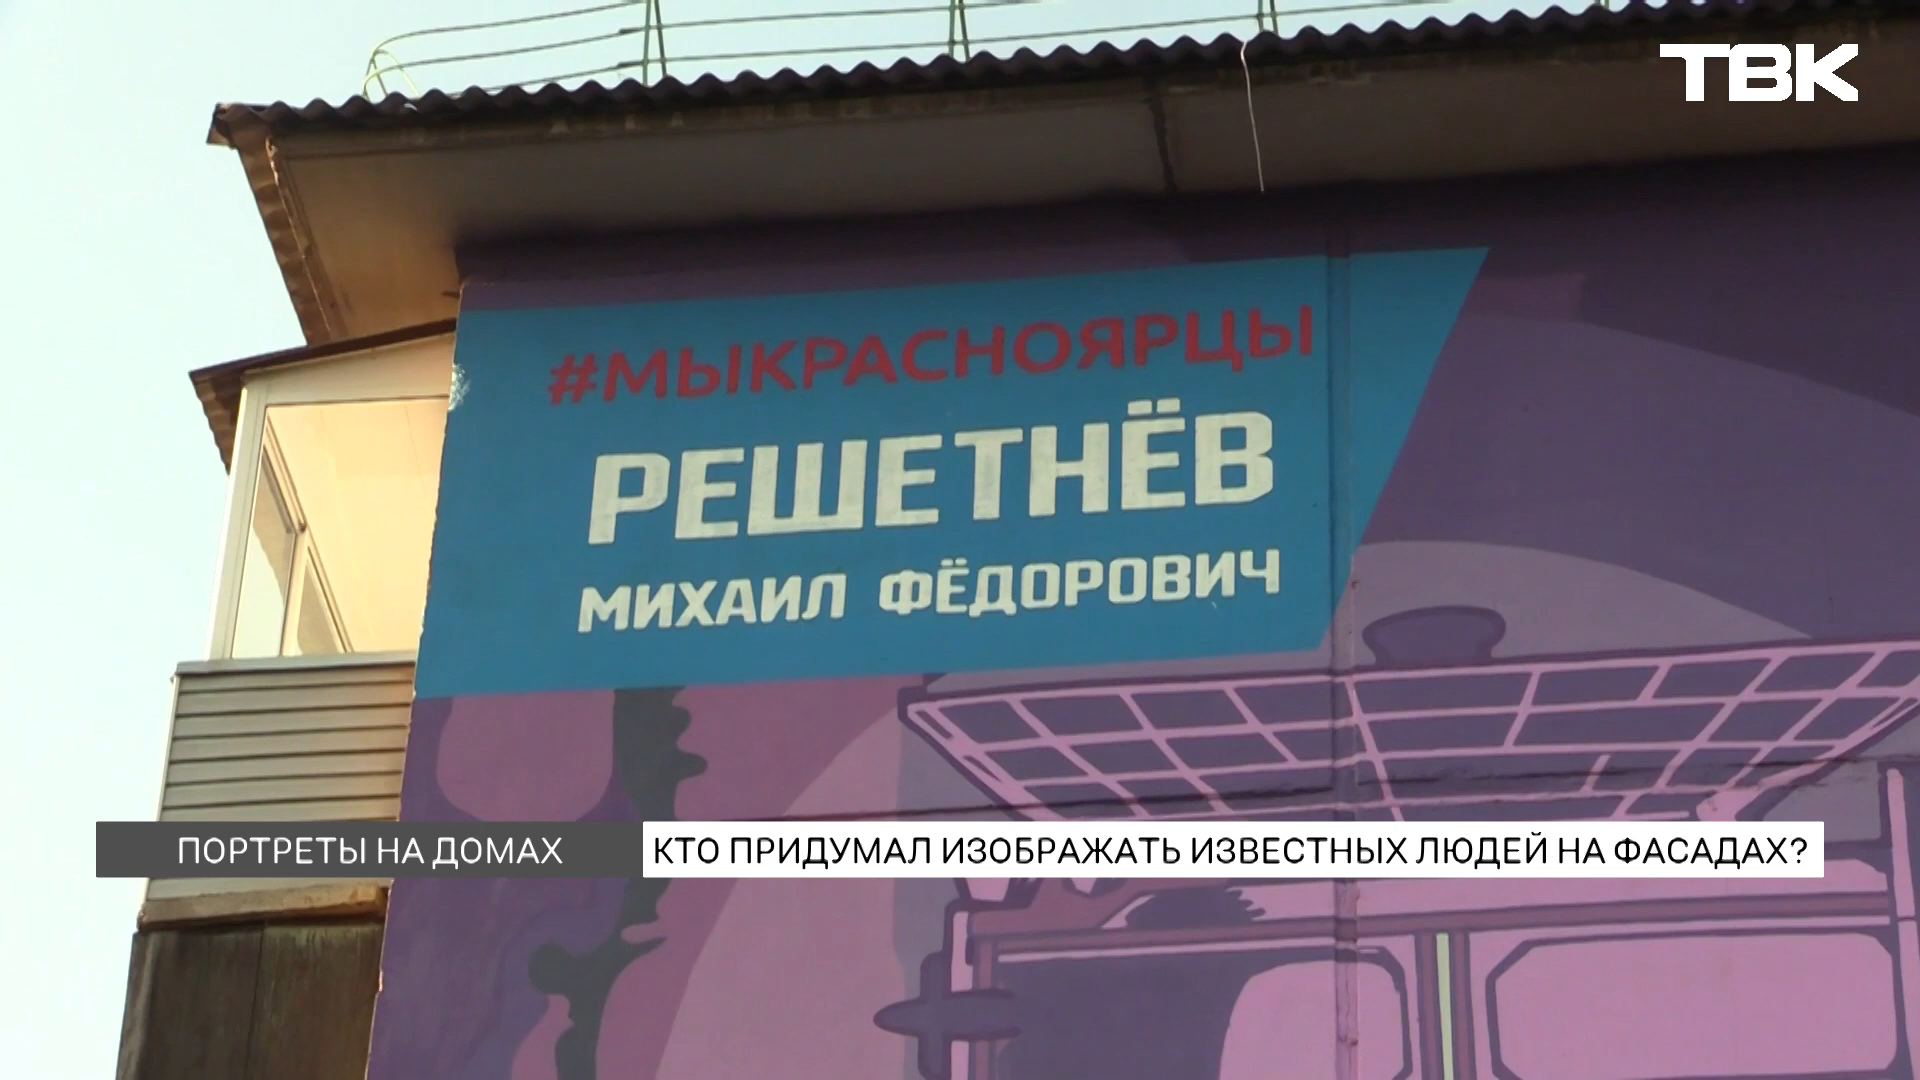 ТВК
#МЫКРАСНОЯРЦЫ
РЕШЕТНЁВ
МИХАИЛ ФЁДОРОВИЧ
ПОРТРЕТЫ НА ДОМАХ
КТО ПРИДУМАЛ ИЗОБРАЖАТЬ ИЗВЕСТНЫХ ЛЮДЕЙ НА ФАСАДАХ?